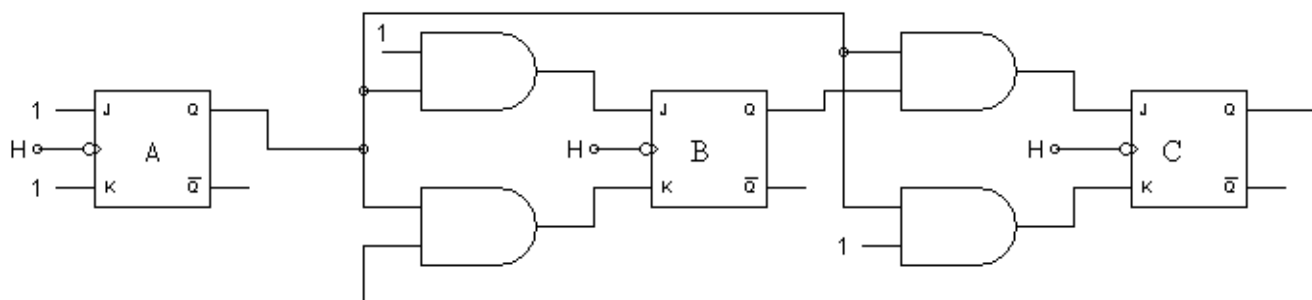 1
1 J Q J Q J Q
H A H B H C
1 K Q̅ K Q̅ K Q̅
1